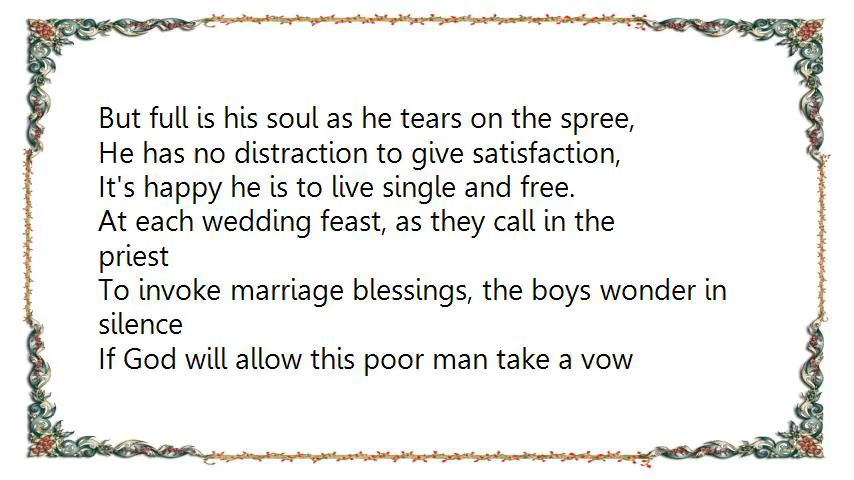 But full is his soul as he tears on the spree,
He has no distraction to give satisfaction,
It's happy he is to live single and free.
At each wedding feast, as they call in the
priest
To invoke marriage blessings, the boys wonder in
silence
If God will allow this poor man take a vow